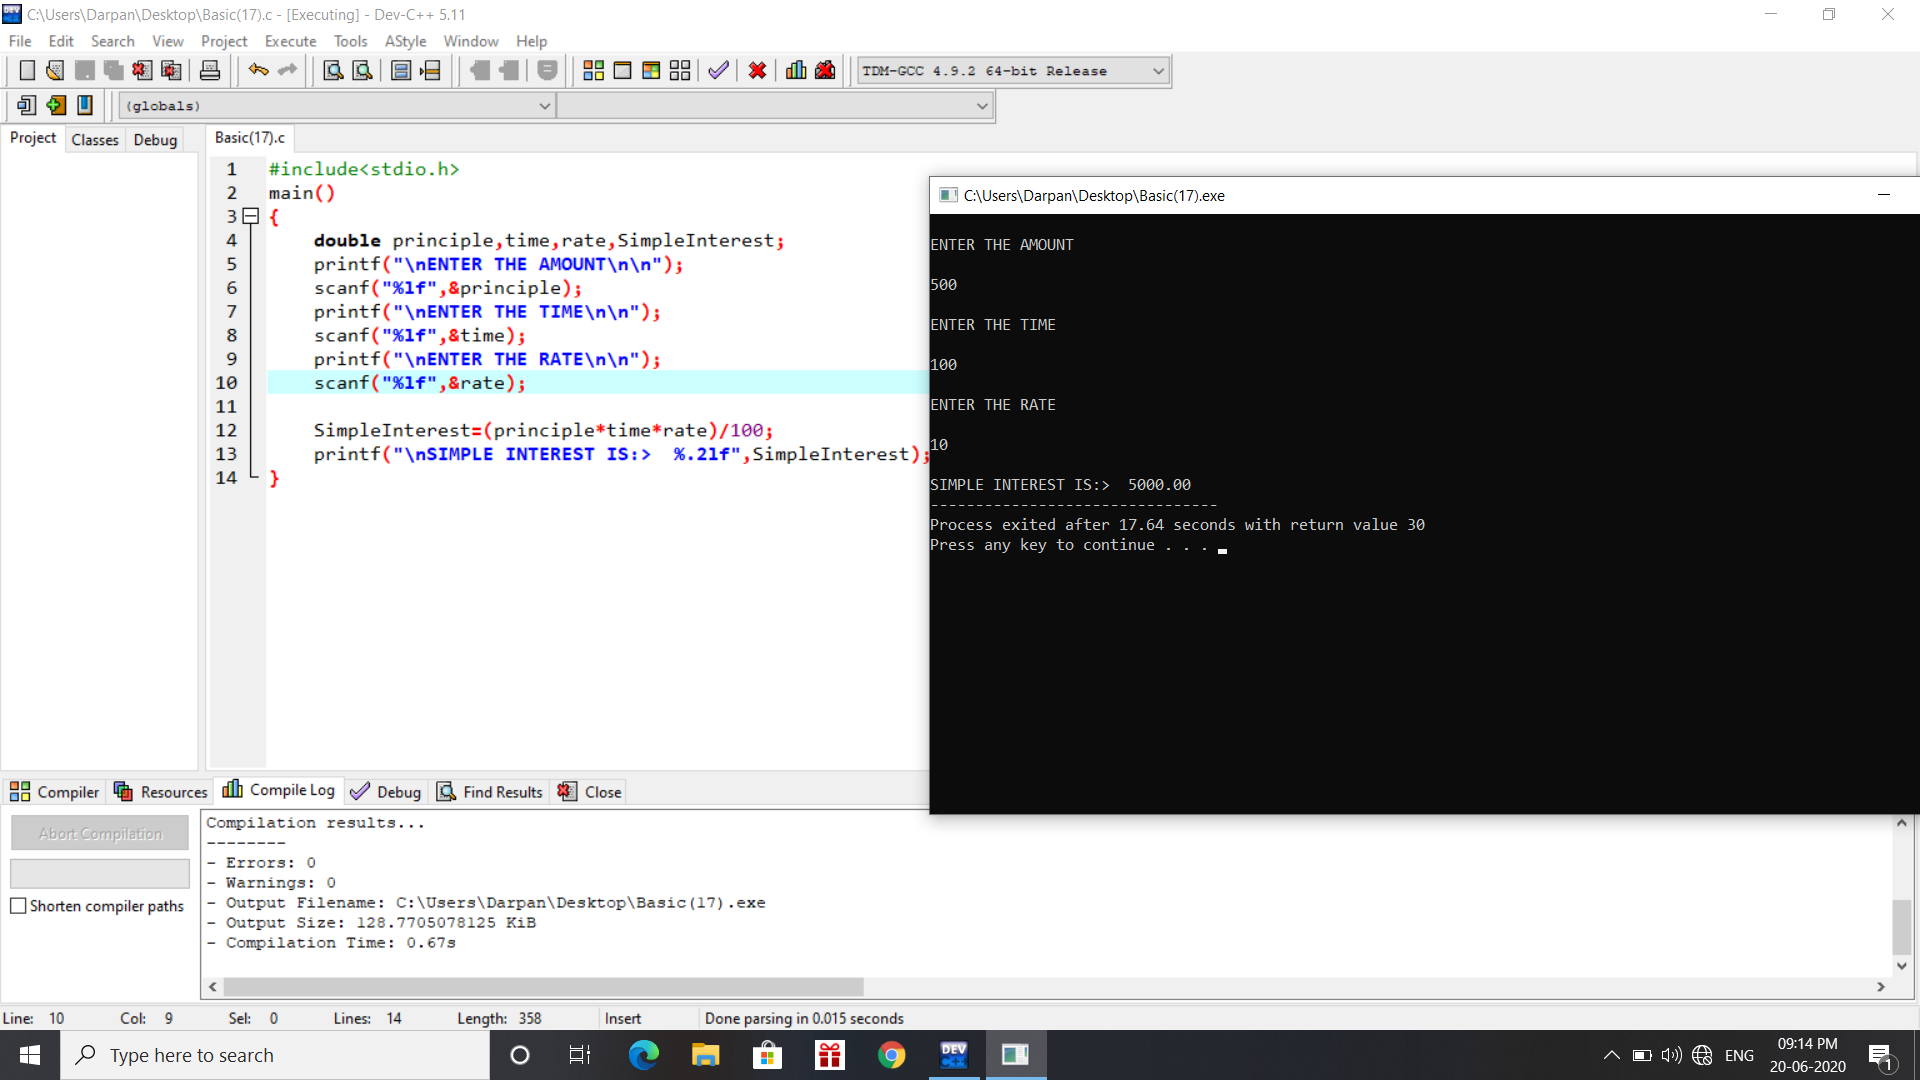 C:\Users\Darpan\Desktop\Basic(17).c - [Executing] - Dev-C++ 5.11
File Edit Search View Project Execute Tools AStyle Window Help
TDM-GCC 4.9.2 64-bit Release
(globals)
Project Classes Debug
Basic(17).c
1 #include<stdio.h>
2 main()
3 {
4 double principle,time,rate,SimpleInterest;
5 printf("\nENTER THE AMOUNT\n\n");
6 scanf("%lf",&principle);
7 printf("\nENTER THE TIME\n\n");
8 scanf("%lf",&time);
9 printf("\nENTER THE RATE\n\n");
10 scanf("%lf",&rate);
11
12 SimpleInterest=(principle*time*rate)/100;
13 printf("\nSIMPLE INTEREST IS:>  %.2lf",SimpleInterest);
14 }
C:\Users\Darpan\Desktop\Basic(17).exe
ENTER THE AMOUNT
500
ENTER THE TIME
100
ENTER THE RATE
10
SIMPLE INTEREST IS:>  5000.00
--------------------------------
Process exited after 17.64 seconds with return value 30
Press any key to continue . . .
Compiler Resources Compile Log Debug Find Results Close
Abort Compilation
Shorten compiler paths
Compilation results...
--------
- Errors: 0
- Warnings: 0
- Output Filename: C:\Users\Darpan\Desktop\Basic(17).exe
- Output Size: 128.7705078125 KiB
- Compilation Time: 0.67s
Line: 10 Col: 9 Sel: 0 Lines: 14 Length: 358 Insert Done parsing in 0.015 seconds
Type here to search
DEV C++
ENG
09:14 PM
20-06-2020
1